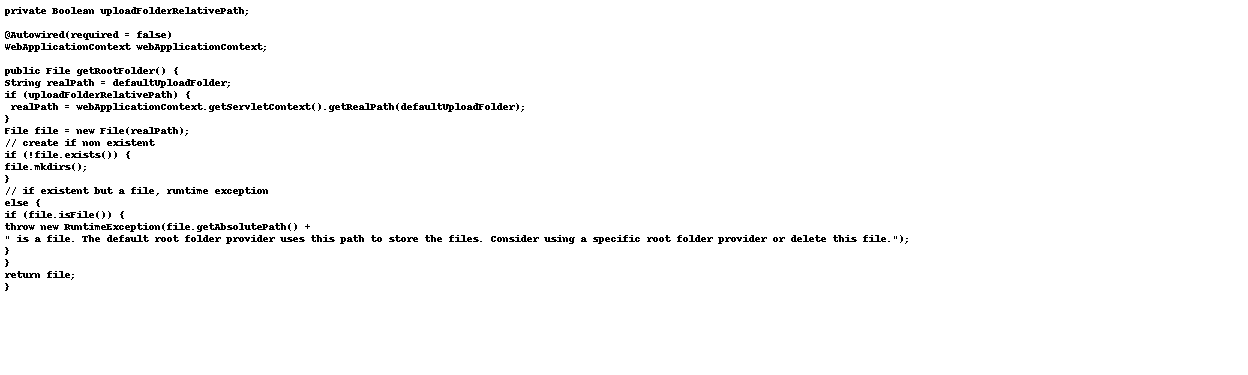 private Boolean uploadFolderRelativePath;
@Autowired(required = false)
WebApplicationContext webApplicationContext;
public File getRootFolder() {
String realPath = defaultUploadFolder;
if (uploadFolderRelativePath) {
realPath = webApplicationContext.getServletContext().getRealPath(defaultUploadFolder);
}
File file = new File(realPath);
// create if non existent
if (!file.exists()) {
file.mkdirs();
}
// if existent but a file, runtime exception
else {
if (file.isFile()) {
throw new RuntimeException(file.getAbsolutePath() +
" is a file. The default root folder provider uses this path to store the files. Consider using a specific root folder provider or delete this file.");
}
}
return file;
}